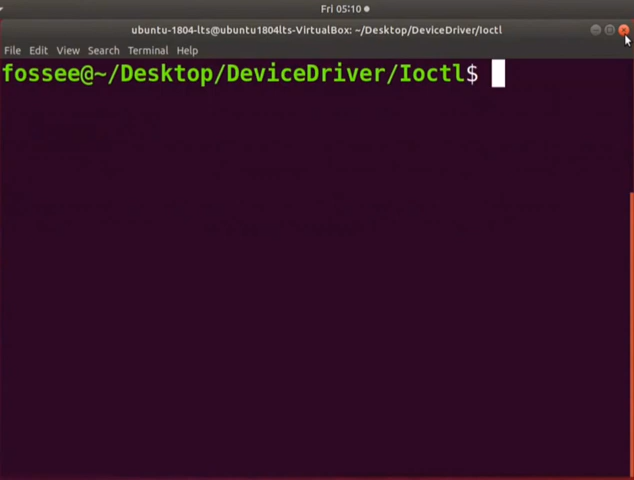 Fri 05:10
ubuntu-1804-lts@ubuntu1804lts-VirtualBox: ~/Desktop/DeviceDriver/Ioctl
File Edit View Search Terminal Help
fossee@~/Desktop/DeviceDriver/Ioctl$